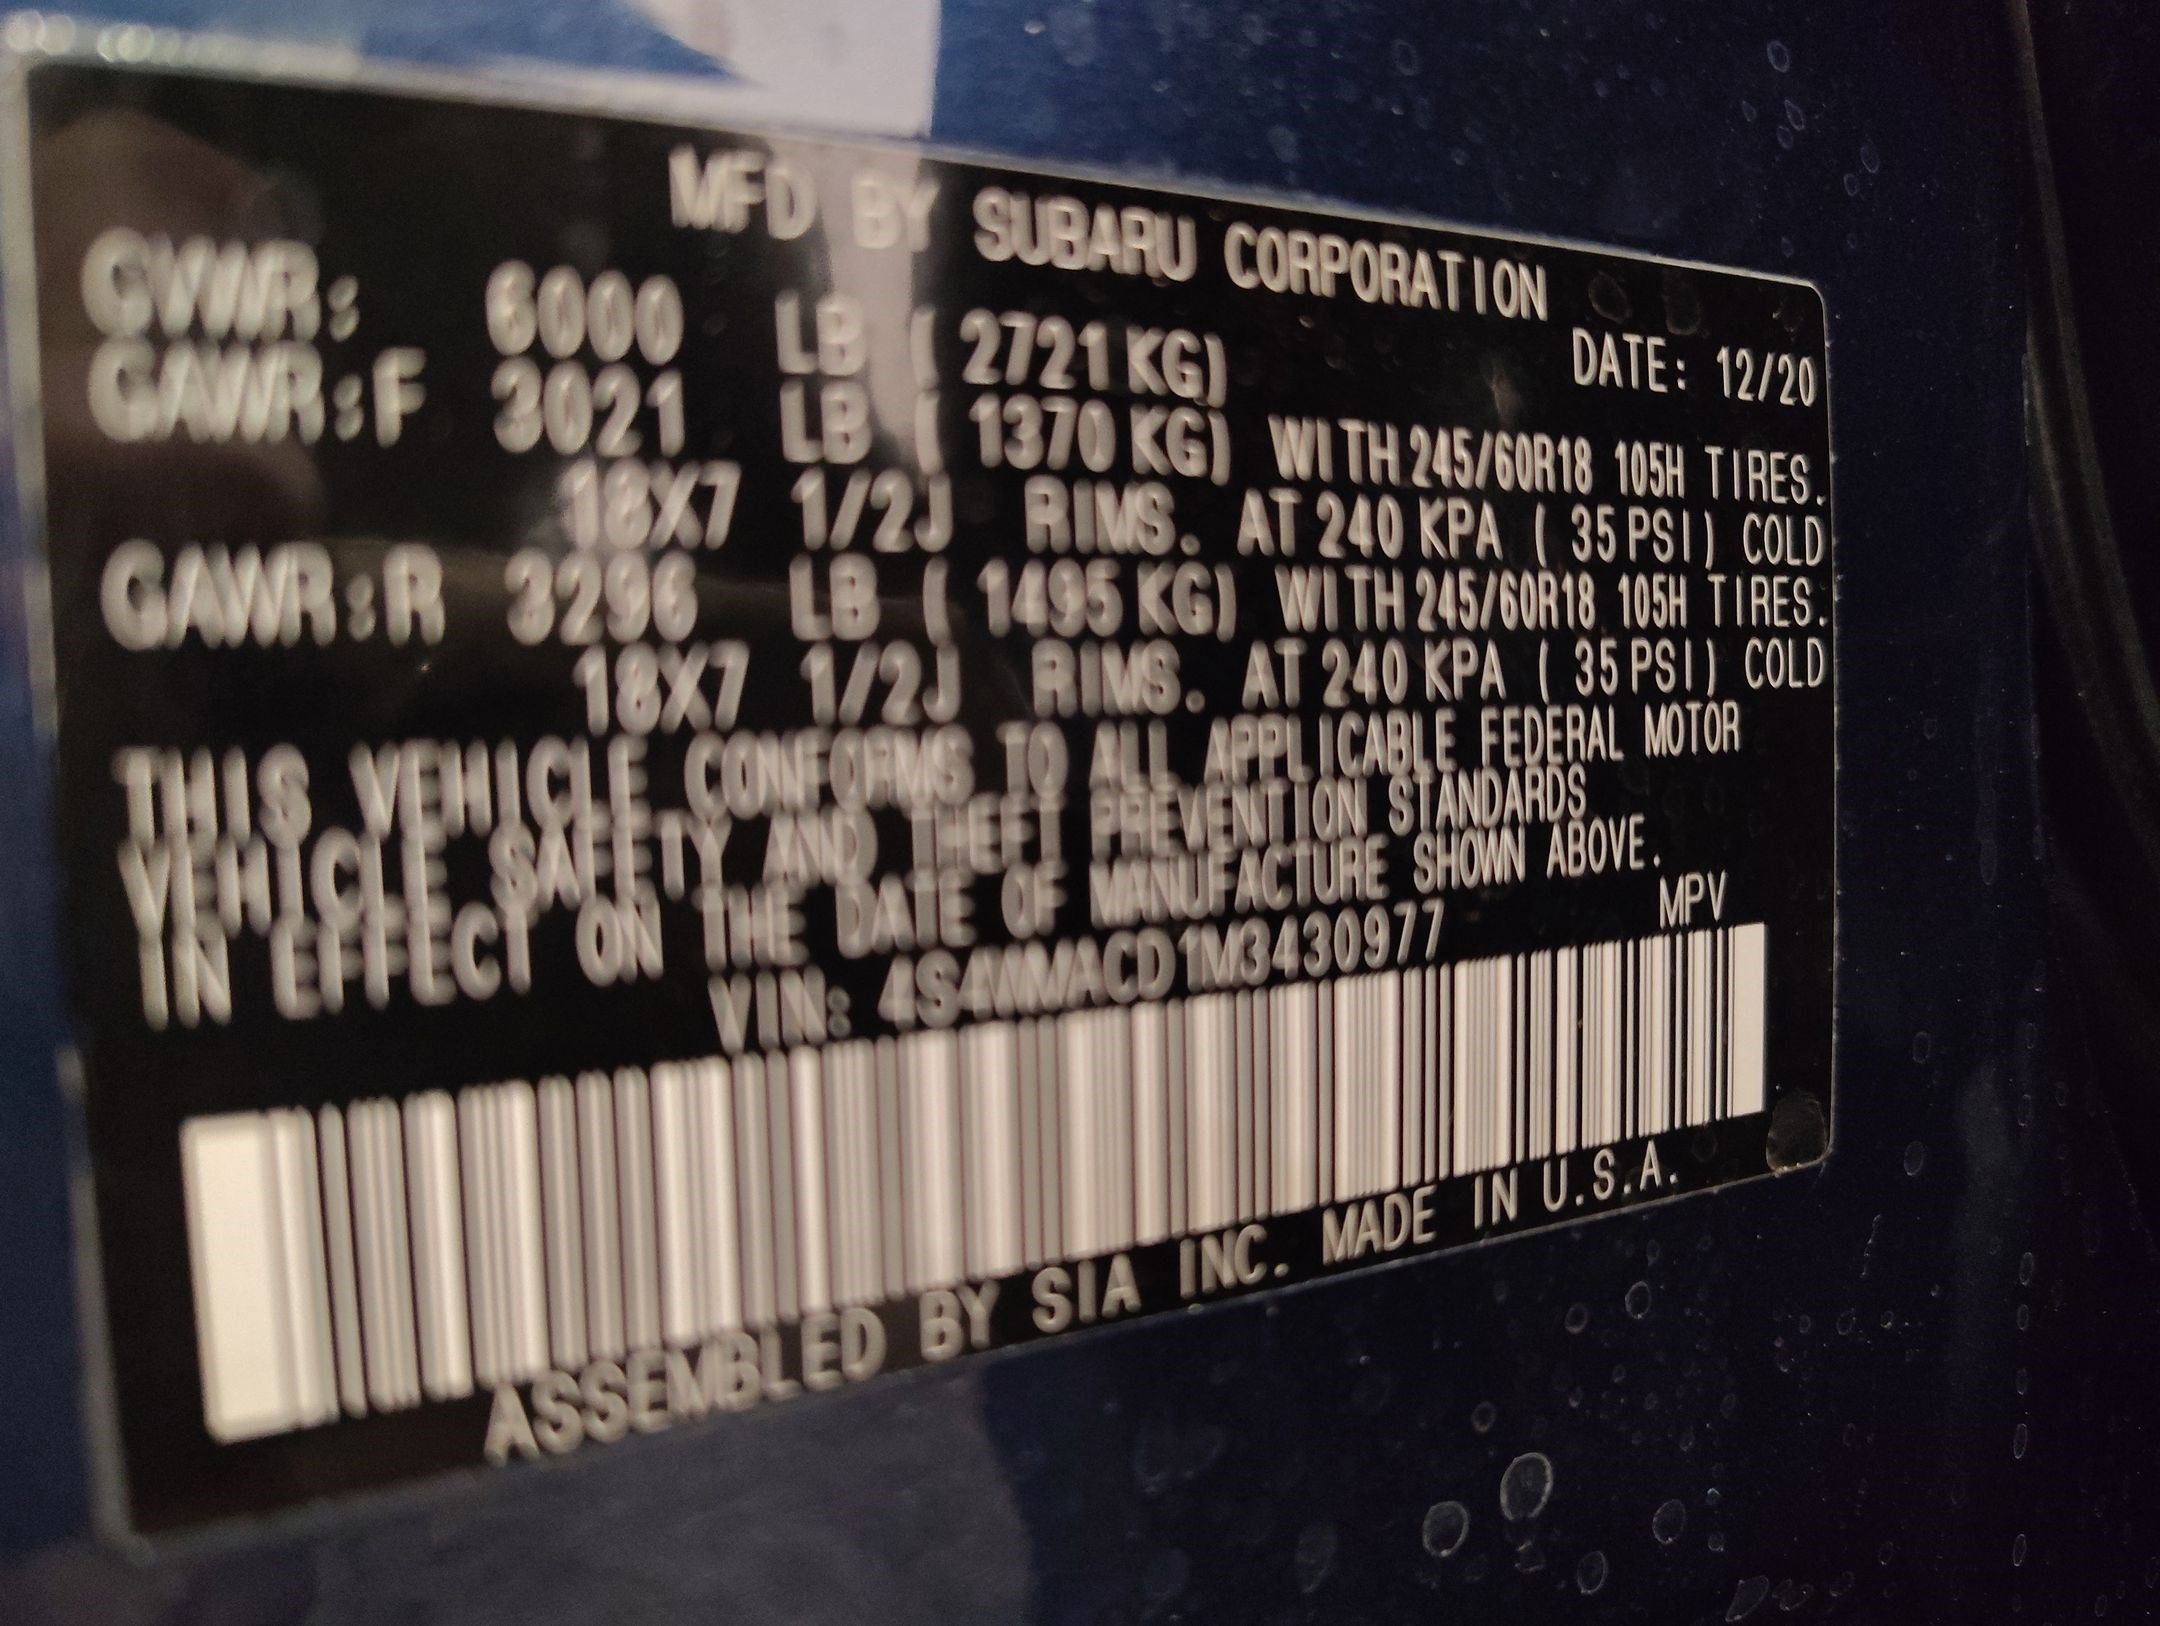 MFD BY SUBARU CORPORATION
DATE: 12/20
GVWR: 6000 LB ( 2721 KG)
GAWR:F 3021 LB ( 1370 KG) WITH 245/60R18 105H TIRES.
18X7 1/2J RIMS. AT 240 KPA ( 35 PSI) COLD
GAWR:R 3296 LB ( 1495 KG) WITH 245/60R18 105H TIRES.
18X7 1/2J RIMS. AT 240 KPA ( 35 PSI) COLD
THIS VEHICLE CONFORMS TO ALL APPLICABLE FEDERAL MOTOR
VEHICLE SAFETY AND THEFT PREVENTION STANDARDS
IN EFFECT ON THE DATE OF MANUFACTURE SHOWN ABOVE.
VIN: 4S4WMACD1M3430977 MPV
ASSEMBLED BY SIA INC. MADE IN U.S.A.